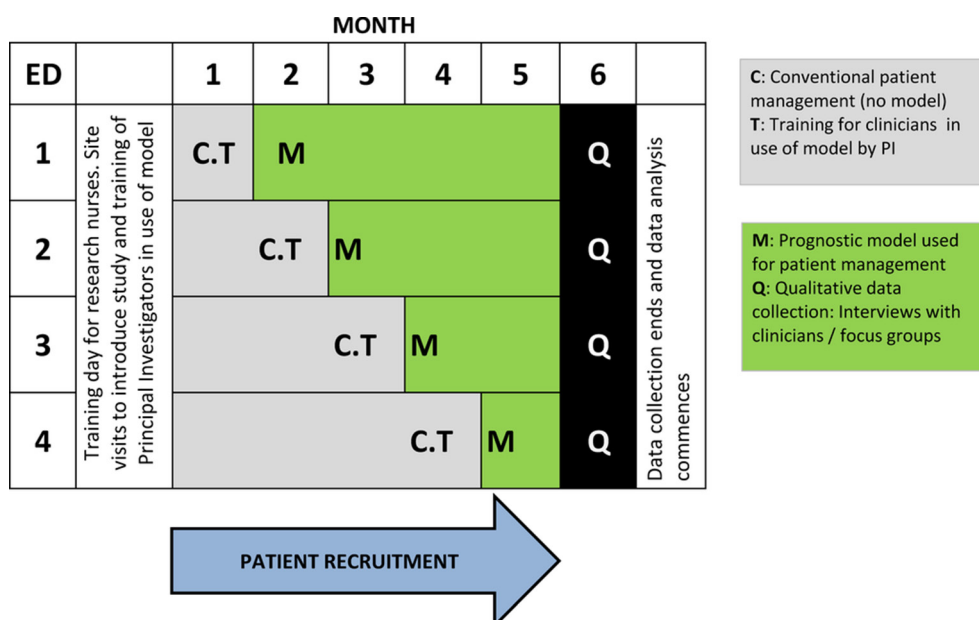 MONTH
ED 1 2 3 4 5 6
Training day for research nurses. Site
visits to introduce study and training of
Principal Investigators in use of model
1 C.T M Q
2 C.T M Q
3 C.T M Q
4 C.T M Q
Data collection ends and data analysis
commences
C: Conventional patient
management (no model)
T: Training for clinicians in
use of model by PI
M: Prognostic model used
for patient management
Q: Qualitative data
collection: Interviews with
clinicians / focus groups
PATIENT RECRUITMENT